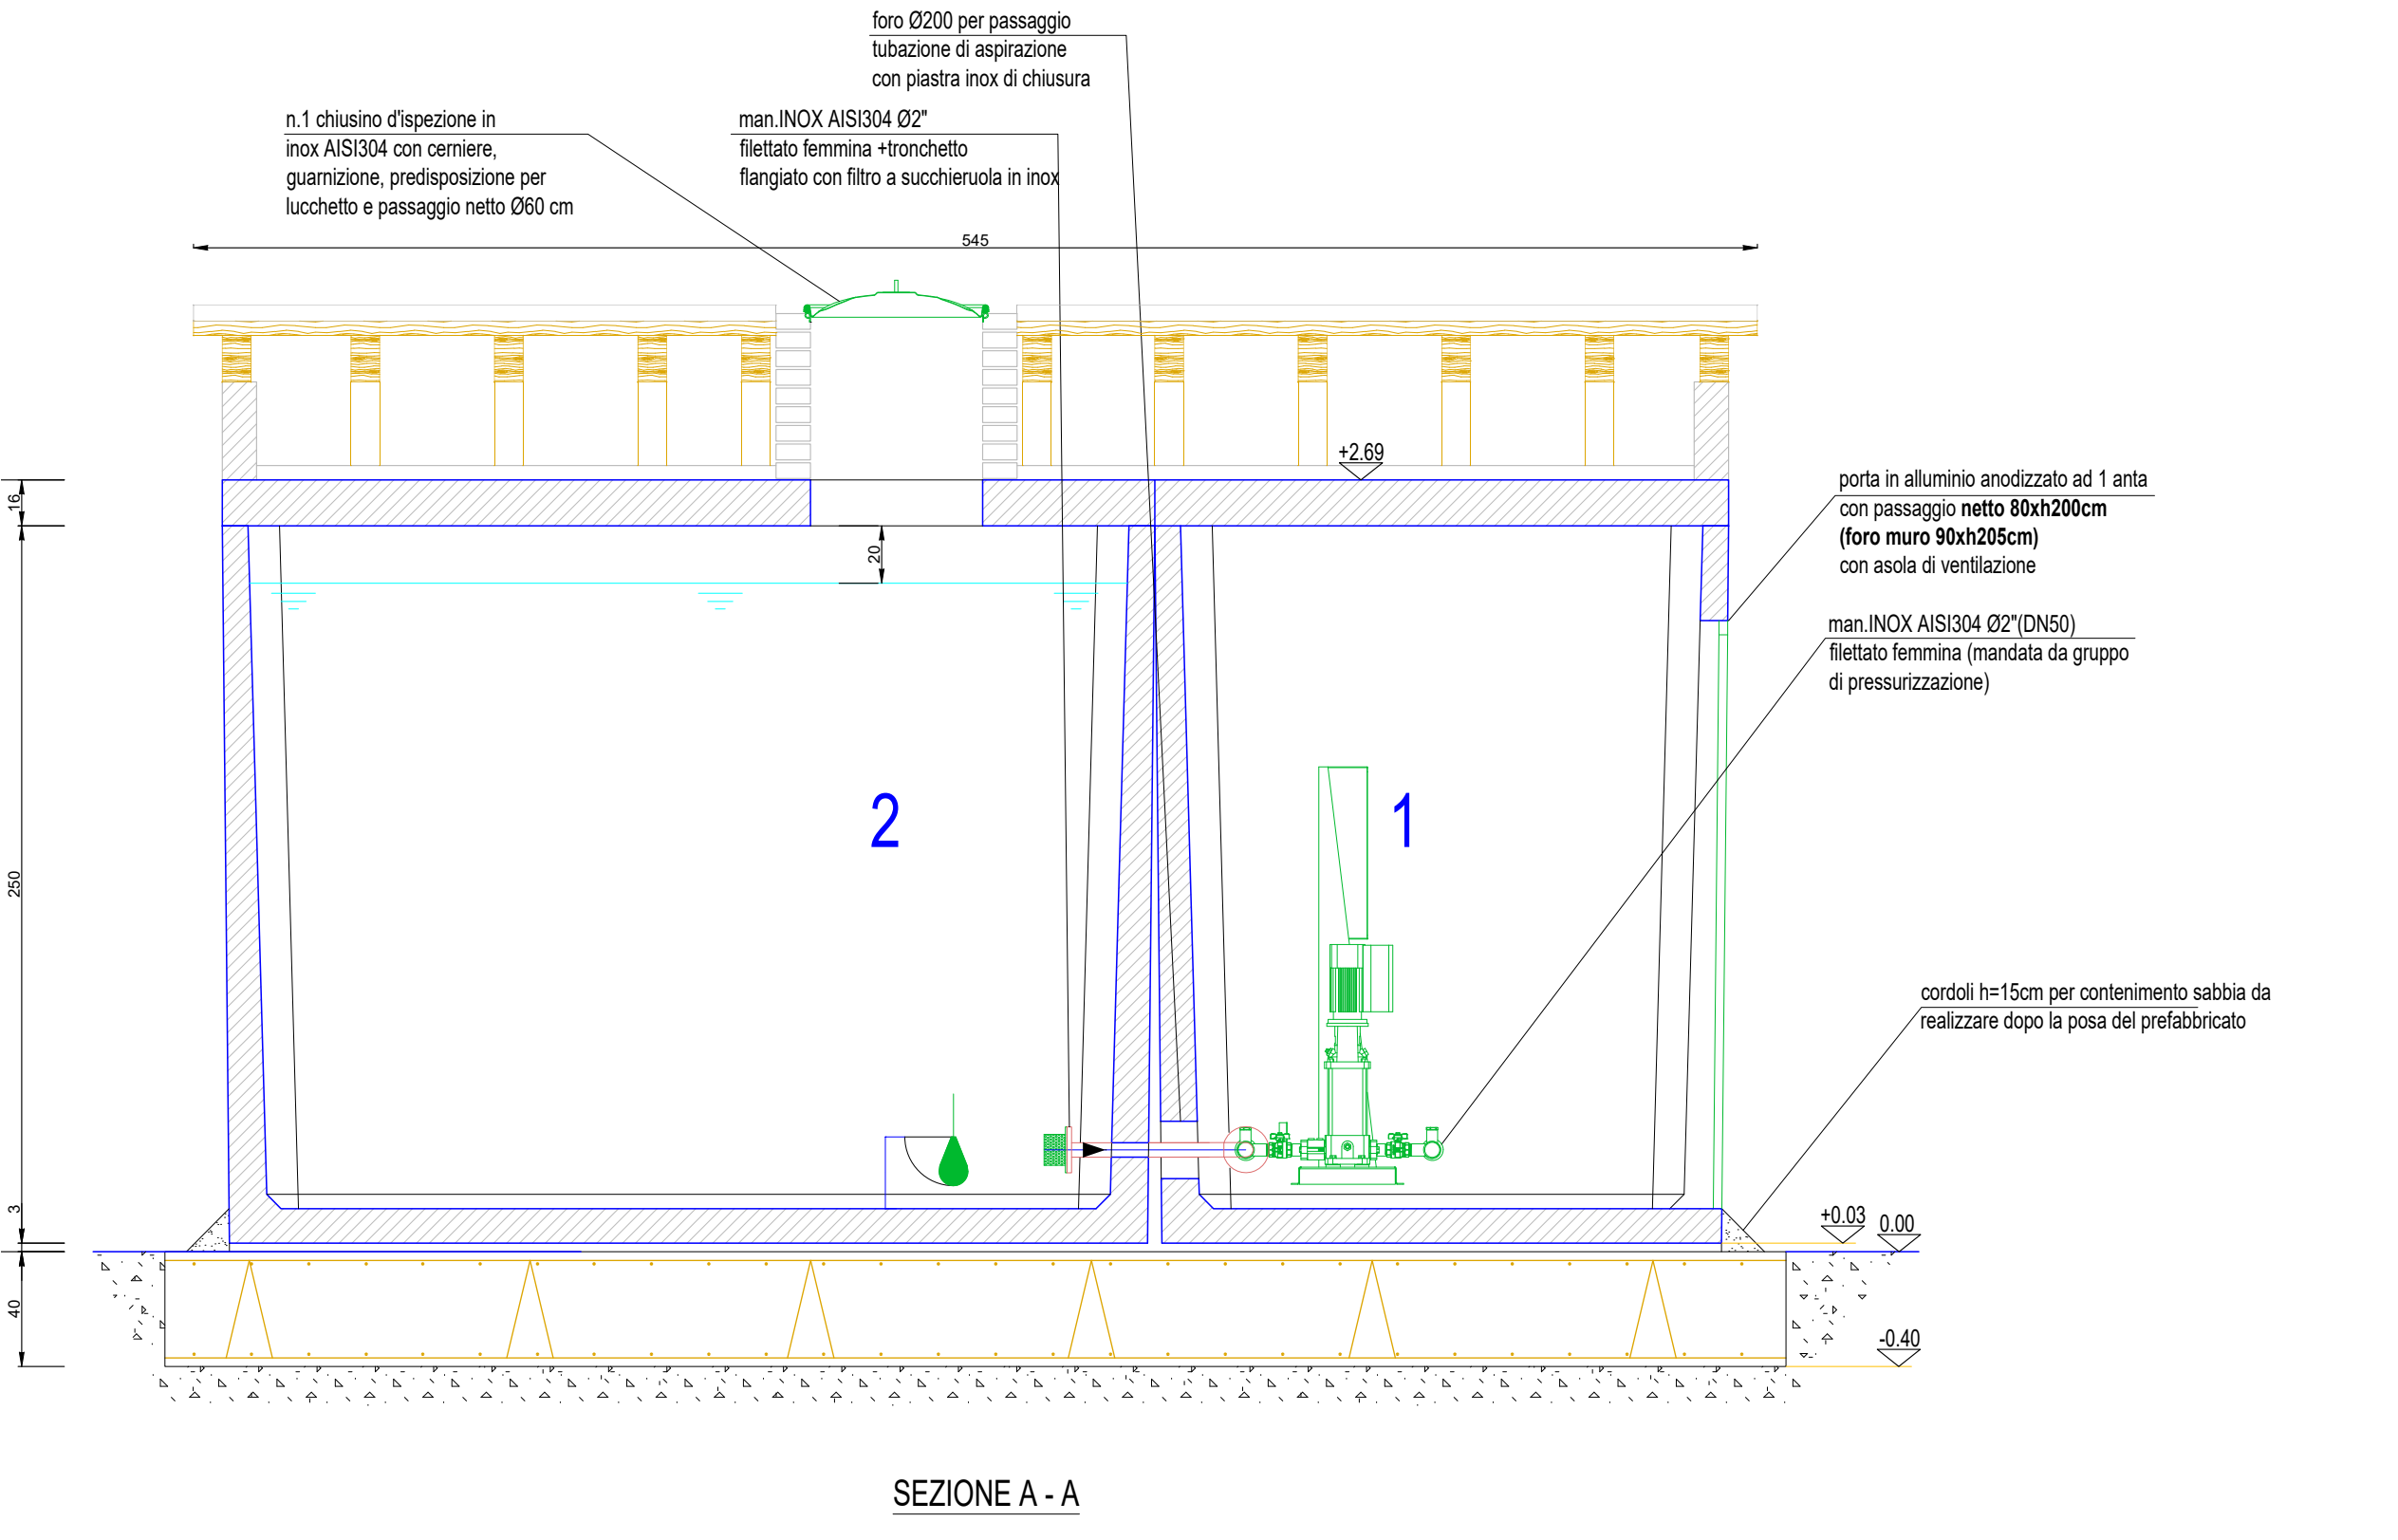 foro Ø200 per passaggio
tubazione di aspirazione
con piastra inox di chiusura
n.1 chiusino d'ispezione in
inox AISI304 con cerniere,
guarnizione, predisposizione per
lucchetto e passaggio netto Ø60 cm
man.INOX AISI304 Ø2"
filettato femmina +tronchetto
flangiato con filtro a succhieruola in inox
545
+2.69
16
20
porta in alluminio anodizzato ad 1 anta
con passaggio netto 80xh200cm
(foro muro 90xh205cm)
con asola di ventilazione
man.INOX AISI304 Ø2"(DN50)
filettato femmina (mandata da gruppo
di pressurizzazione)
2
1
250
cordoli h=15cm per contenimento sabbia da
realizzare dopo la posa del prefabbricato
3
+0.03
0.00
40
-0.40
SEZIONE A - A